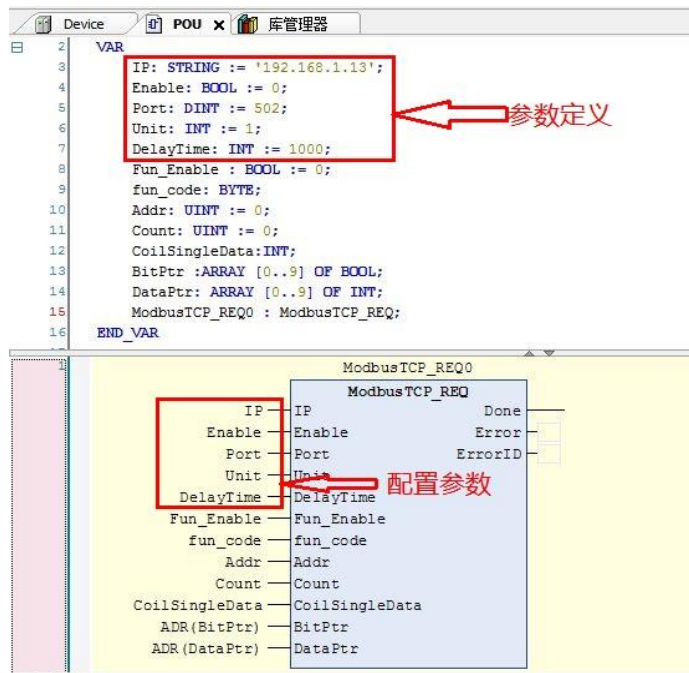 Device POU 库管理器
2 VAR
3 IP: STRING := '192.168.1.13';
4 Enable: BOOL := 0;
5 Port: DINT := 502;
6 Unit: INT := 1;
7 DelayTime: INT := 1000;
参数定义
8 Fun_Enable : BOOL := 0;
9 fun_code: BYTE;
10 Addr: UINT := 0;
11 Count: UINT := 0;
12 CoilSingleData:INT;
13 BitPtr :ARRAY [0..9] OF BOOL;
14 DataPtr: ARRAY [0..9] OF INT;
15 ModbusTCP_REQ0 : ModbusTCP_REQ;
16 END_VAR
1 ModbusTCP_REQ0
ModbusTCP_REQ
IP IP Done
Enable Enable Error
Port Port ErrorID
Unit Unit
配置参数
DelayTime DelayTime
Fun_Enable Fun_Enable
fun_code fun_code
Addr Addr
Count Count
CoilSingleData CoilSingleData
ADR(BitPtr) BitPtr
ADR(DataPtr) DataPtr